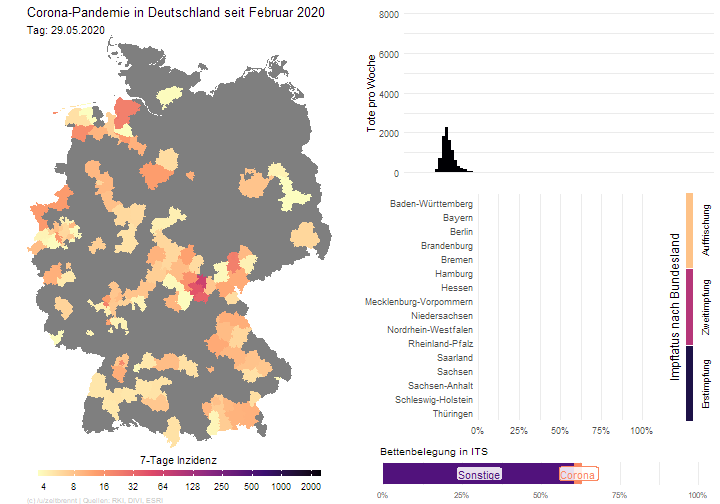 Corona-Pandemie in Deutschland seit Februar 2020
Tag: 29.05.2020
7-Tage Inzidenz
4 8 16 32 64 128 256 512 1000 2000
(c) /u/zeitbrennt | Quellen: RKI, DIVI, ESRI
Tote pro Woche
8000
6000
4000
2000
0
Baden-Württemberg
Bayern
Berlin
Brandenburg
Bremen
Hamburg
Hessen
Mecklenburg-Vorpommern
Niedersachsen
Nordrhein-Westfalen
Rheinland-Pfalz
Saarland
Sachsen
Sachsen-Anhalt
Schleswig-Holstein
Thüringen
0% 25% 50% 75% 100%
Impfstatus nach Bundesland
Auffrischung
Zweitimpfung
Erstimpfung
Bettenbelegung in ITS
Sonstige Corona
0% 25% 50% 75% 100%